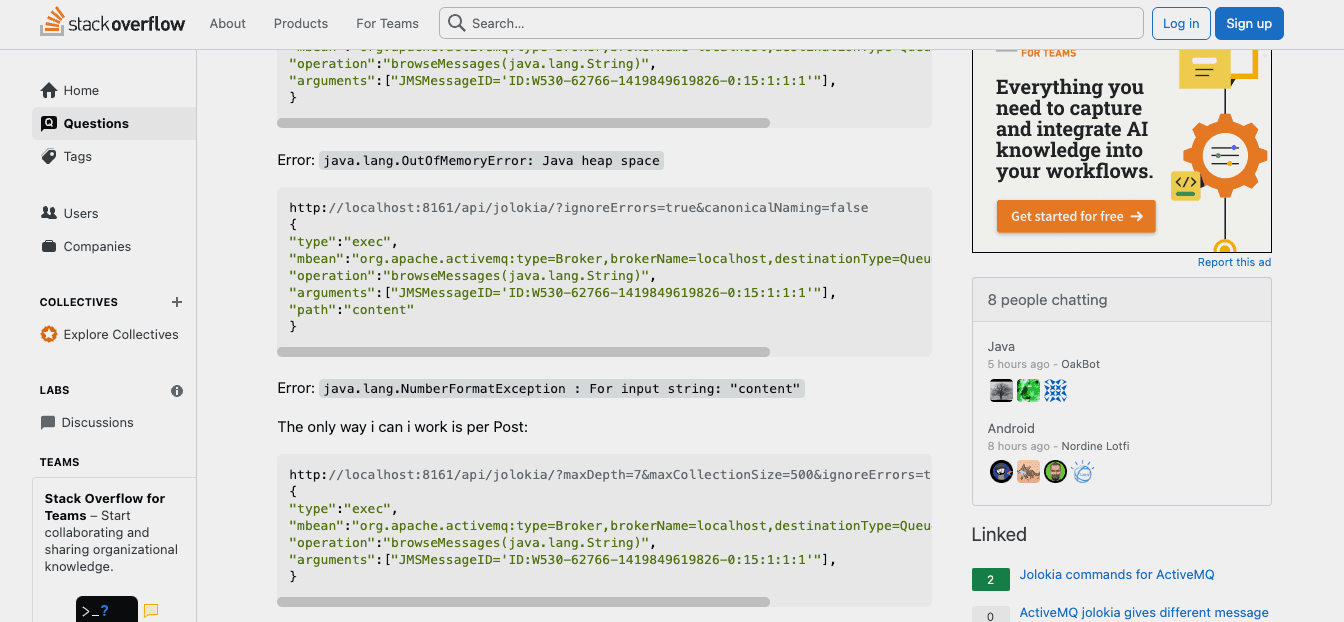 stackoverflow
About
Products
For Teams
Search...
Log in
Sign up
Home
Questions
Tags
Users
Companies
COLLECTIVES
Explore Collectives
LABS
Discussions
TEAMS
Stack Overflow for
Teams – Start
collaborating and
sharing organizational
knowledge.
>_?
"operation":"browseMessages(java.lang.String)",
"arguments":["JMSMessageID='ID:W530-62766-1419849619826-0:15:1:1:1'"],
}
Error: java.lang.OutOfMemoryError: Java heap space
http://localhost:8161/api/jolokia/?ignoreErrors=true&canonicalNaming=false
{
"type":"exec",
"mbean":"org.apache.activemq:type=Broker,brokerName=localhost,destinationType=Queu
"operation":"browseMessages(java.lang.String)",
"arguments":["JMSMessageID='ID:W530-62766-1419849619826-0:15:1:1:1'"],
"path":"content"
}
Error: java.lang.NumberFormatException : For input string: "content"
The only way i can i work is per Post:
http://localhost:8161/api/jolokia/?maxDepth=7&maxCollectionSize=500&ignoreErrors=t
{
"type":"exec",
"mbean":"org.apache.activemq:type=Broker,brokerName=localhost,destinationType=Queu
"operation":"browseMessages(java.lang.String)",
"arguments":["JMSMessageID='ID:W530-62766-1419849619826-0:15:1:1:1'"],
}
FOR TEAMS
Everything you
need to capture
and integrate AI
knowledge into
your workflows.
</>
Get started for free →
Report this ad
8 people chatting
Java
5 hours ago - OakBot
Android
8 hours ago - Nordine Lotfi
Linked
2 Jolokia commands for ActiveMQ
0 ActiveMQ jolokia gives different message